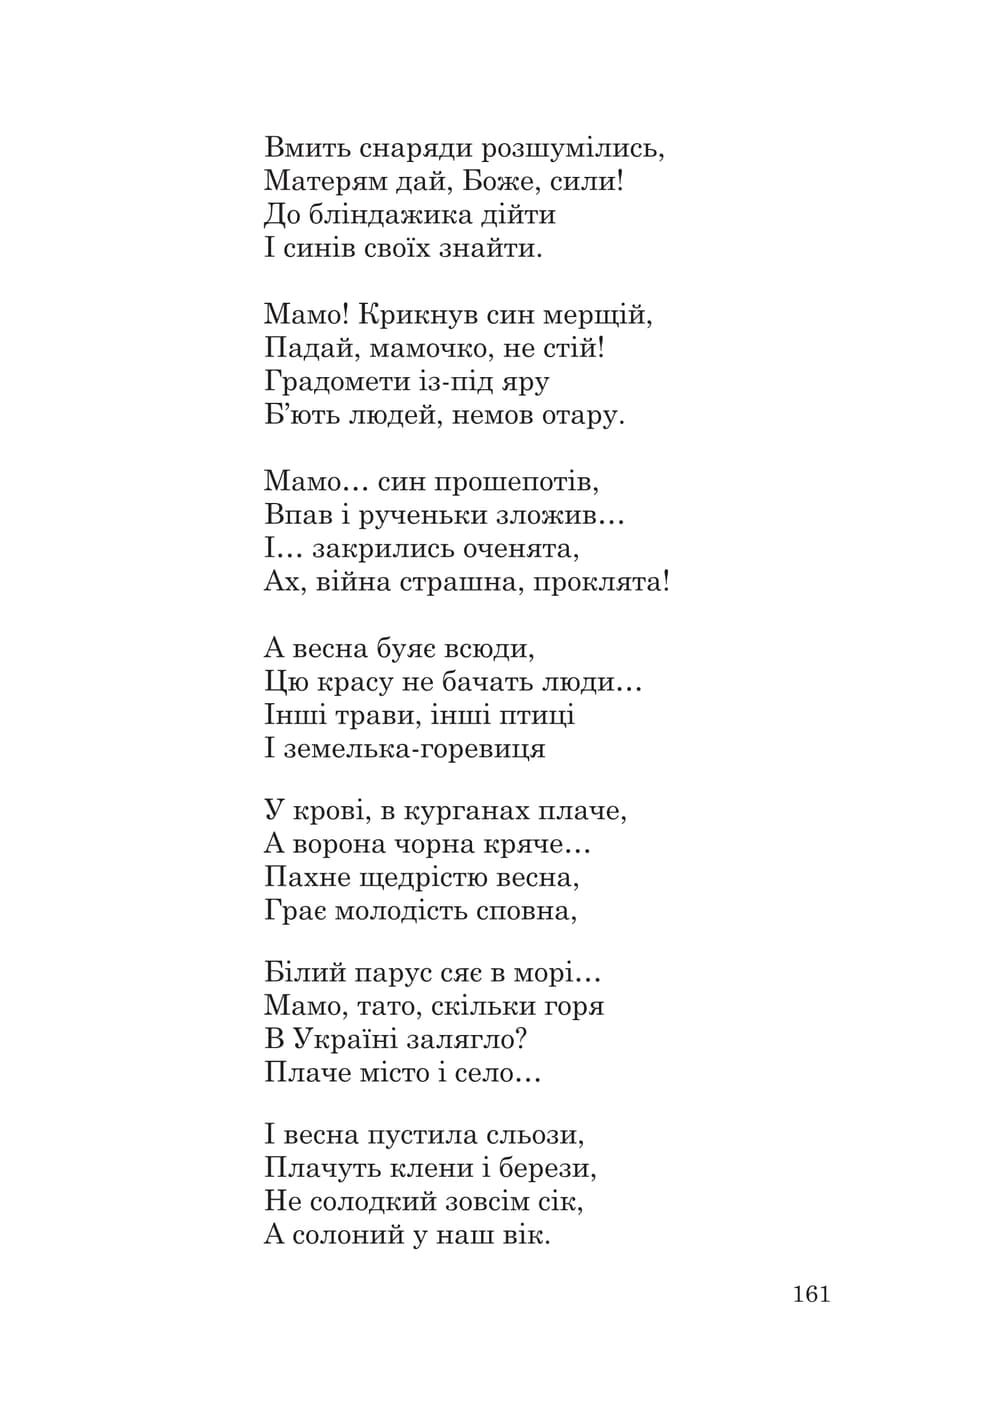 Вмить снаряди розшумілись,
Матерям дай, Боже, сили!
До бліндажика дійти
І синів своїх знайти.

Мамо! Крикнув син мерщій,
Падай, мамочко, не стій!
Градомети із-під яру
Б’ють людей, немов отару.

Мамо... син прошепотів,
Впав і рученьки зложив...
І... закрились оченята,
Ах, війна страшна, проклята!

А весна буяє всюди,
Цю красу не бачать люди...
Інші трави, інші птиці
І земелька-горевиця

У крові, в курганах плаче,
А ворона чорна кряче...
Пахне щедрістю весна,
Грає молодість сповна,

Білий парус сяє в морі...
Мамо, тато, скільки горя
В Україні залягло?
Плаче місто і село...

І весна пустила сльози,
Плачуть клени і берези,
Не солодкий зовсім сік,
А солоний у наш вік.

161